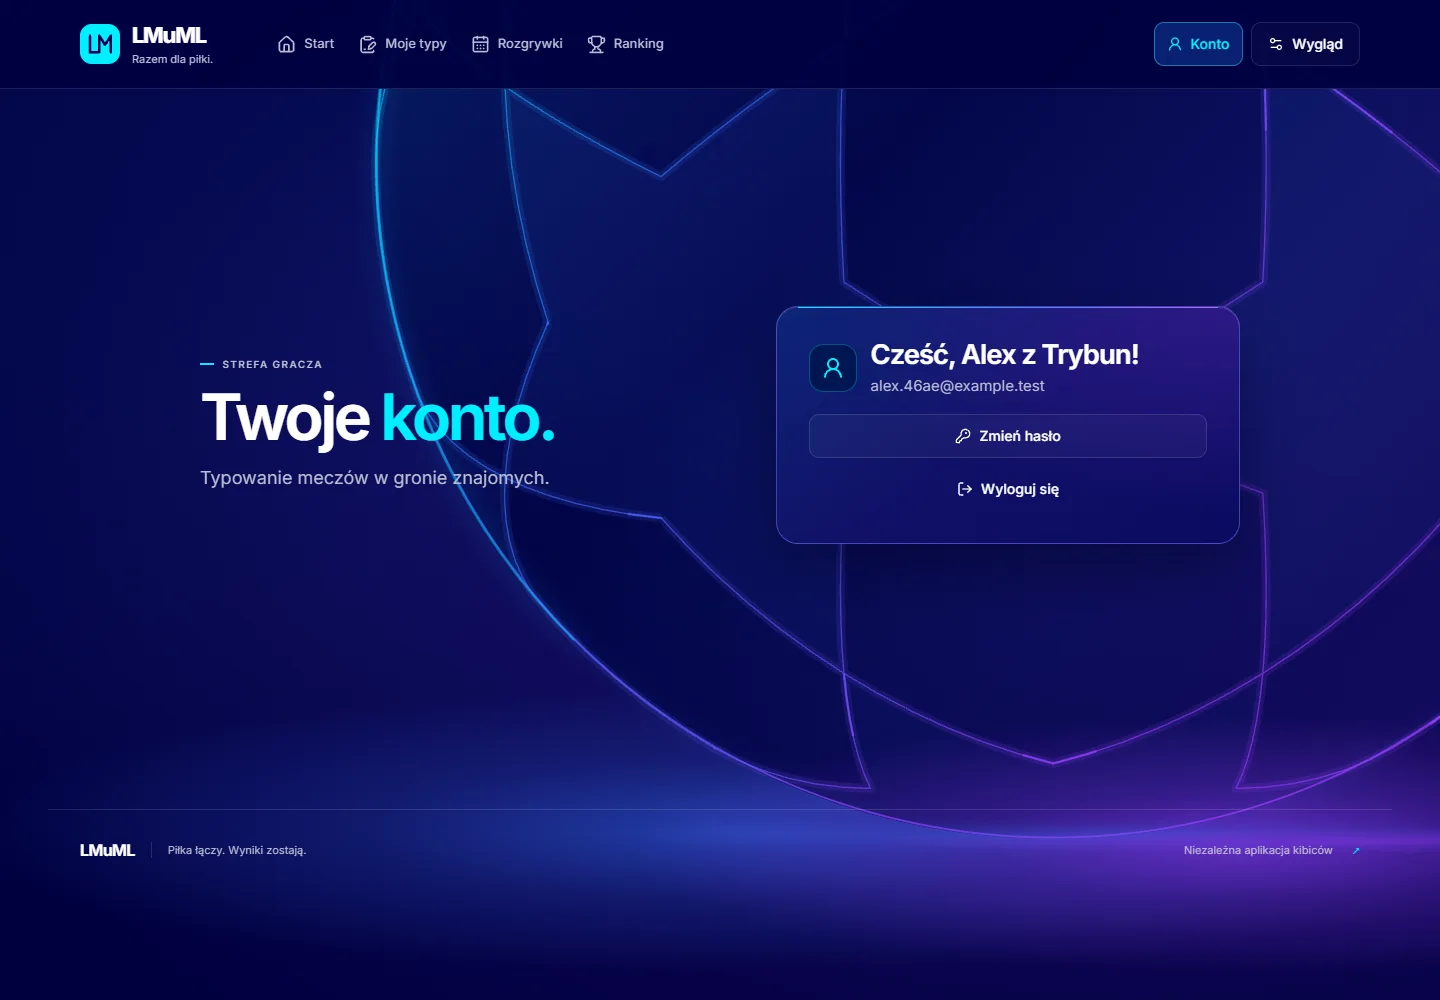 LM
LMuML
Razem dla piłki.
Start
Moje typy
Rozgrywki
Ranking
Konto
Wygląd
STREFA GRACZA
Twoje konto.
Typowanie meczów w gronie znajomych.
Cześć, Alex z Trybun!
alex.46ae@example.test
Zmień hasło
Wyloguj się
LMuML
Piłka łączy. Wyniki zostają.
Niezależna aplikacja kibiców ↗